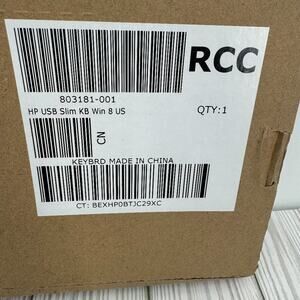 RCC
803181-001
HP USB Slim KB Win 8 US
QTY:1
CN
KEYBRD MADE IN CHINA
CT: BEXHP0BTJC29XC